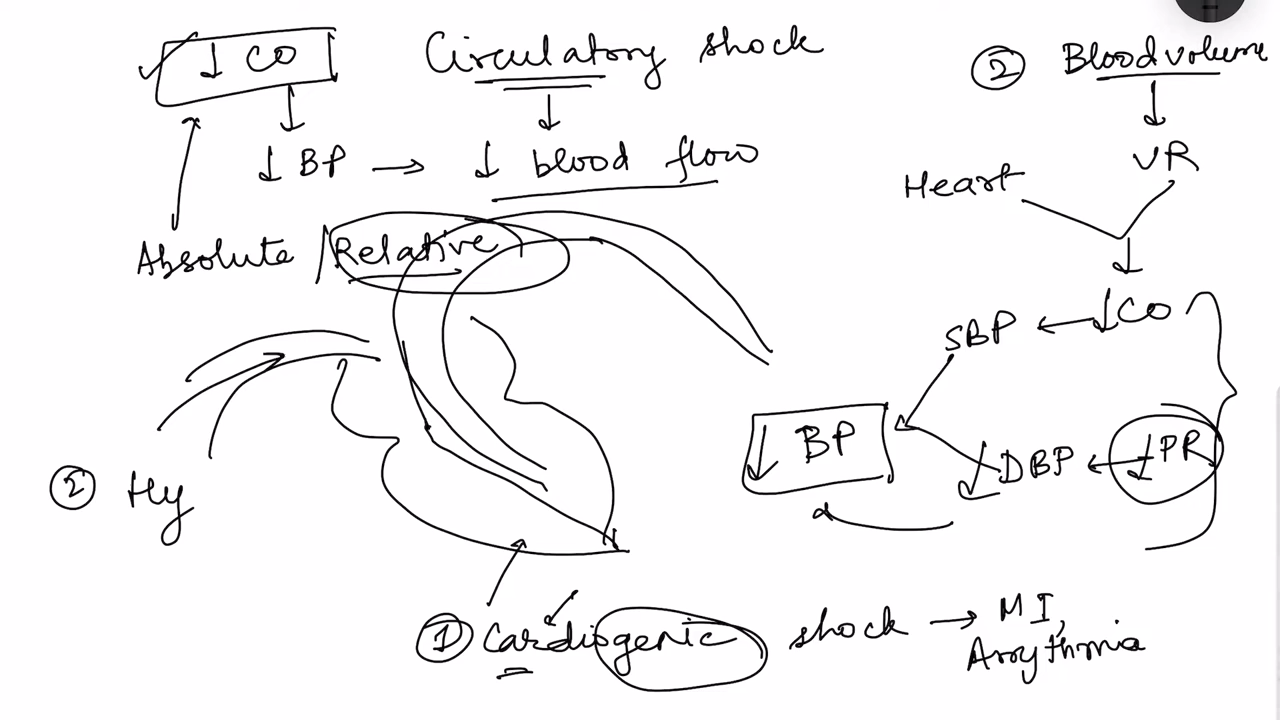 ↓ CO
Circulatory shock
↓ BP → ↓ blood flow
Absolute / Relative
② Hy
① Cardiogenic shock → MI,
Arrythmia
② Blood volume
Heart VR
SBP ← ↓ CO
↓ BP
↓ DBP ← ↓ PR